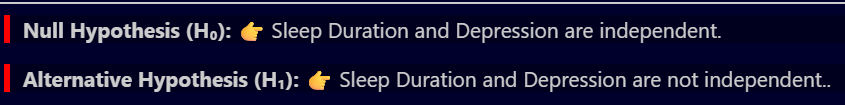 Null Hypothesis (H₀): 👉 Sleep Duration and Depression are independent.
Alternative Hypothesis (H₁): 👉 Sleep Duration and Depression are not independent..